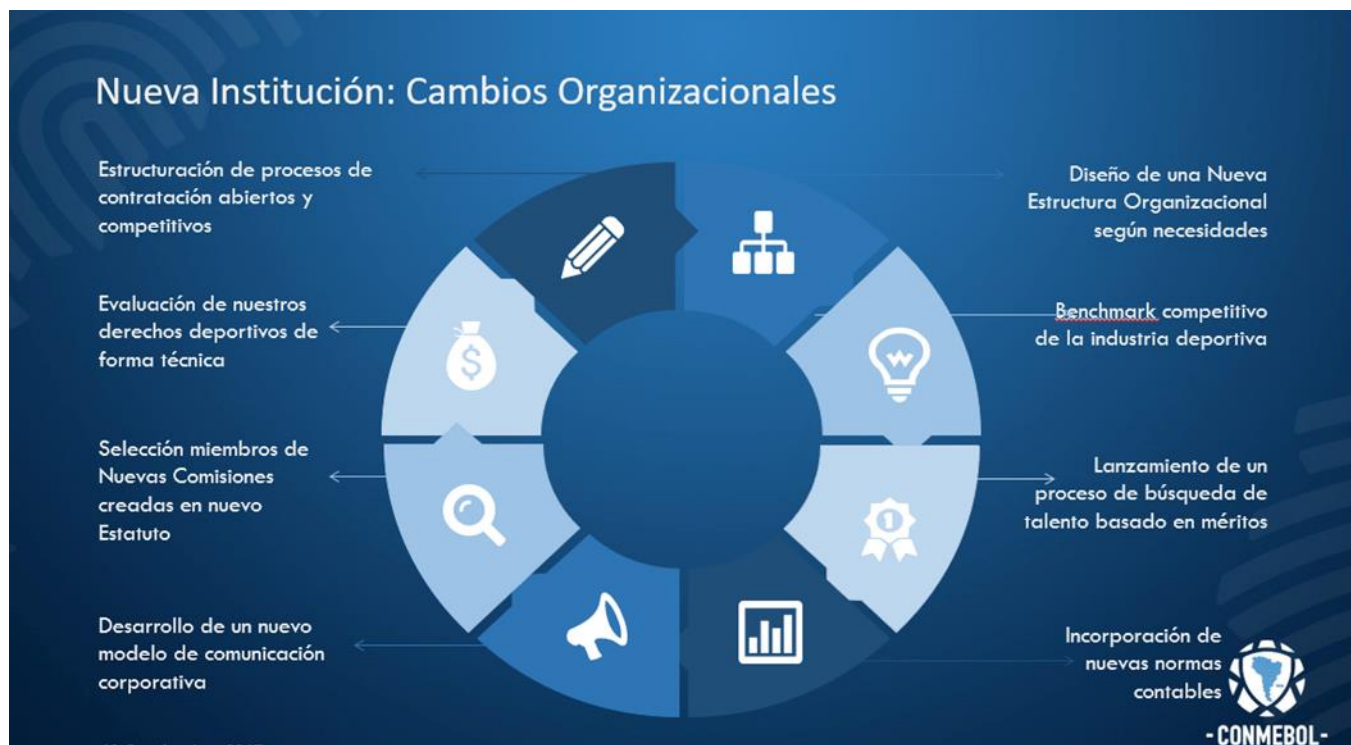 Nueva Institución: Cambios Organizacionales
Estructuración de procesos de
contratación abiertos y
competitivos
Evaluación de nuestros
derechos deportivos de
forma técnica
Selección miembros de
Nuevas Comisiones
creadas en nuevo
Estatuto
Desarrollo de un nuevo
modelo de comunicación
corporativa
Diseño de una Nueva
Estructura Organizacional
según necesidades
Benchmark competitivo
de la industria deportiva
Lanzamiento de un
proceso de búsqueda de
talento basado en méritos
Incorporación de
nuevas normas
contables
$
1
- CONMEBOL -